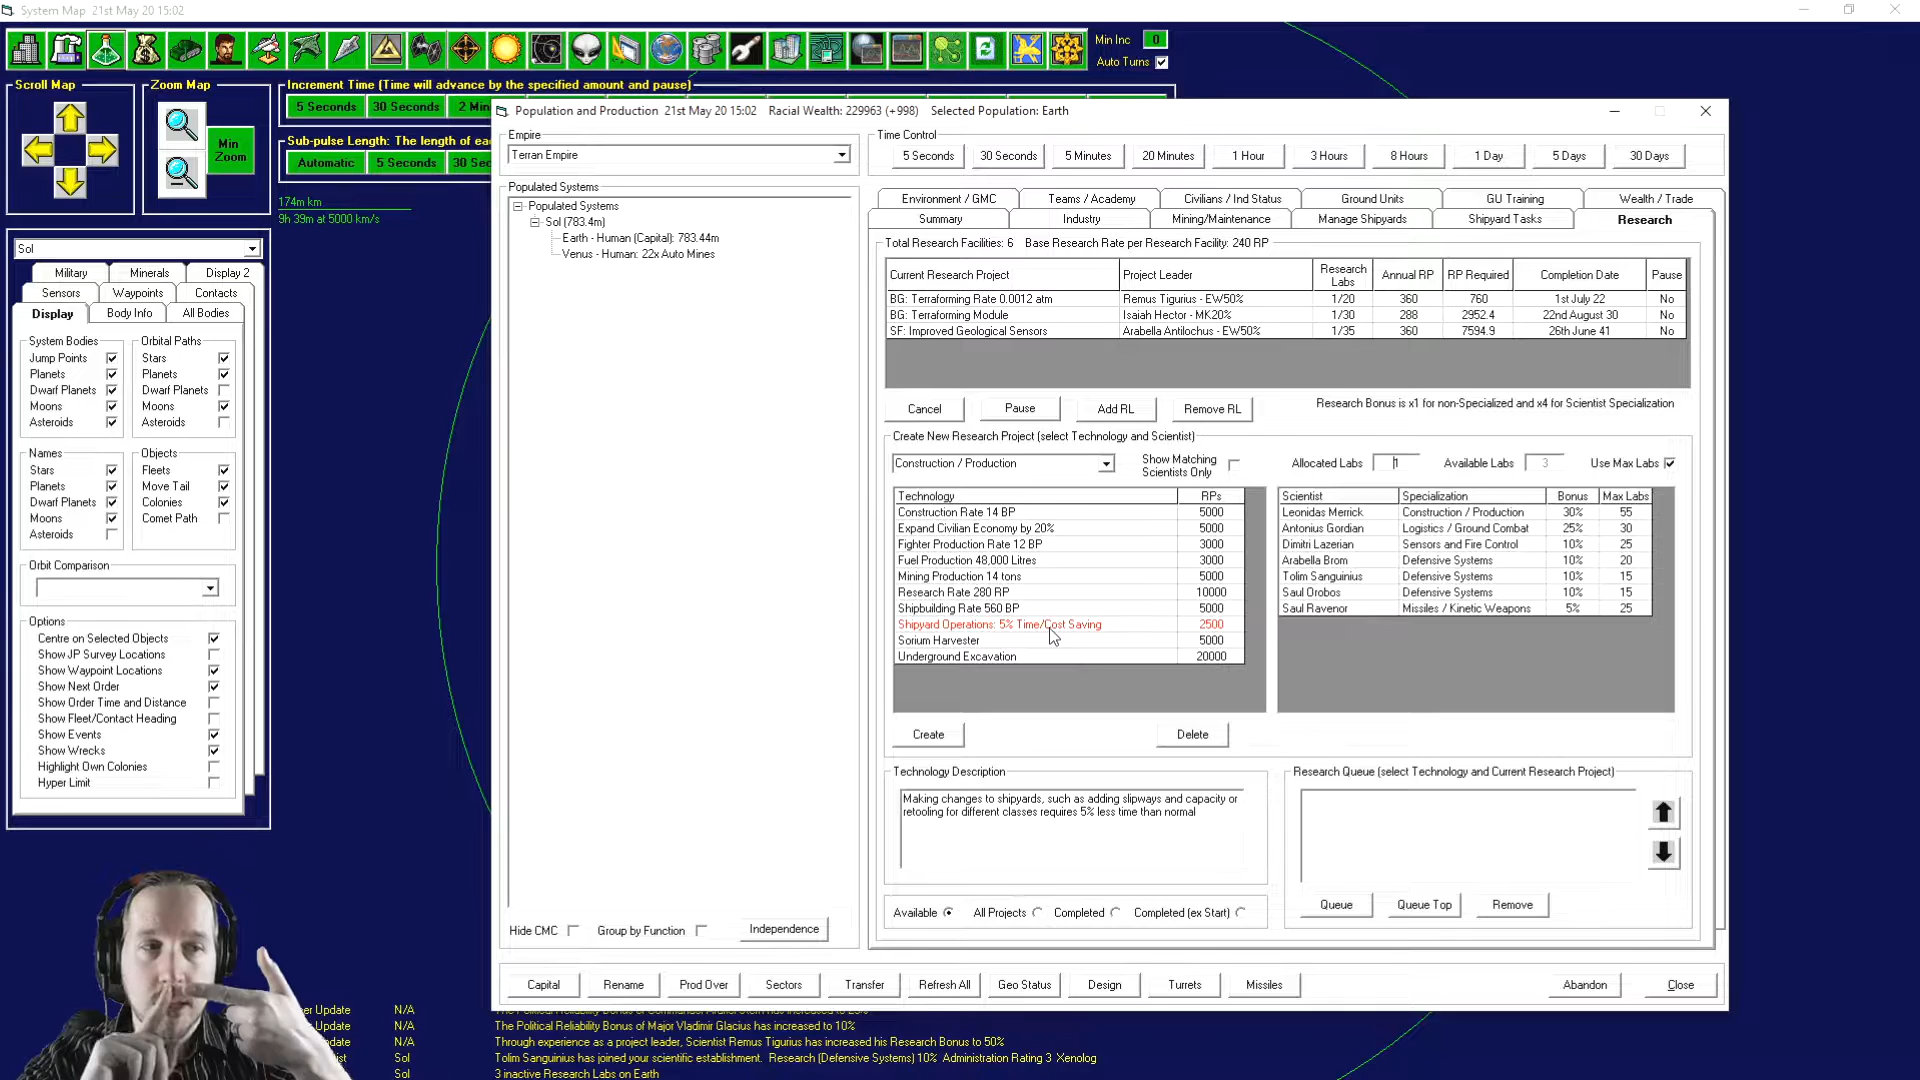 System Map 21st May 20 15:02
Min Inc 0
Auto Turns
Scroll Map
Zoom Map
Min Zoom
Increment Time (Time will advance by the specified amount and pause)
5 Seconds 30 Seconds 2 Min
Sub-pulse Length: The length of ea
Automatic 5 Seconds 30 Sec
174m km
9h 39m at 5000 km/s
Sol
Military Minerals Display 2
Sensors Waypoints Contacts
Display Body Info All Bodies
System Bodies
Jump Points
Planets
Dwarf Planets
Moons
Asteroids
Orbital Paths
Stars
Planets
Dwarf Planets
Moons
Asteroids
Names
Stars
Planets
Dwarf Planets
Moons
Asteroids
Objects
Fleets
Move Tail
Colonies
Comet Path
Orbit Comparison
Options
Centre on Selected Objects
Show JP Survey Locations
Show Waypoint Locations
Show Next Order
Show Order Time and Distance
Show Fleet/Contact Heading
Show Events
Show Wrecks
Highlight Own Colonies
Hyper Limit
Population and Production 21st May 20 15:02 Racial Wealth: 229963 (+998) Selected Population: Earth
Empire
Terran Empire
Populated Systems
Populated Systems
Sol (783.4m)
Earth - Human (Capital): 783.44m
Venus - Human: 22x Auto Mines
Hide CMC Group by Function Independence
Time Control
5 Seconds 30 Seconds 5 Minutes 20 Minutes 1 Hour 3 Hours 8 Hours 1 Day 5 Days 30 Days
Environment / GMC Teams / Academy Civilians / Ind Status Ground Units GU Training Wealth / Trade
Summary Industry Mining/Maintenance Manage Shipyards Shipyard Tasks Research
Total Research Facilities: 6 Base Research Rate per Research Facility: 240 RP
Current Research Project Project Leader Research Labs Annual RP RP Required Completion Date Pause
BG: Terraforming Rate 0.0012 atm Remus Tigurius - EW50% 1/20 360 760 1st July 22 No
BG: Terraforming Module Isaiah Hector - MK20% 1/30 288 2952.4 22nd August 30 No
SF: Improved Geological Sensors Arabella Antilochus - EW50% 1/35 360 7594.9 26th June 41 No
Cancel Pause Add RL Remove RL Research Bonus is x1 for non-Specialized and x4 for Scientist Specialization
Create New Research Project (select Technology and Scientist)
Construction / Production Show Matching Scientists Only Allocated Labs 1 Available Labs 3 Use Max Labs
Technology RPs
Construction Rate 14 BP 5000
Expand Civilian Economy by 20% 5000
Fighter Production Rate 12 BP 3000
Fuel Production 48,000 Litres 3000
Mining Production 14 tons 5000
Research Rate 280 RP 10000
Shipbuilding Rate 560 BP 5000
Shipyard Operations: 5% Time/Cost Saving 2500
Sorium Harvester 5000
Underground Excavation 20000
Scientist Specialization Bonus Max Labs
Leonidas Merrick Construction / Production 30% 55
Antonius Gordian Logistics / Ground Combat 25% 30
Dimitri Lazerian Sensors and Fire Control 10% 25
Arabella Brom Defensive Systems 10% 20
Tolim Sanguinius Defensive Systems 10% 15
Saul Orobos Defensive Systems 10% 15
Saul Ravenor Missiles / Kinetic Weapons 5% 25
Create Delete
Technology Description
Making changes to shipyards, such as adding slipways and capacity or
retooling for different classes requires 5% less time than normal
Research Queue (select Technology and Current Research Project)
Available All Projects Completed Completed (ex Start)
Queue Queue Top Remove
Capital Rename Prod Over Sectors Transfer Refresh All Geo Status Design Turrets Missiles Abandon Close
er Update N/A
Update N/A The Political Reliability Bonus of Major Vladimir Glacius has increased to 10%
date N/A Through experience as a project leader, Scientist Remus Tigurius has increased his Research Bonus to 50%
ist Sol Tolim Sanguinius has joined your scientific establishment. Research (Defensive Systems) 10% Administration Rating 3 Xenolog
Sol 3 inactive Research Labs on Earth